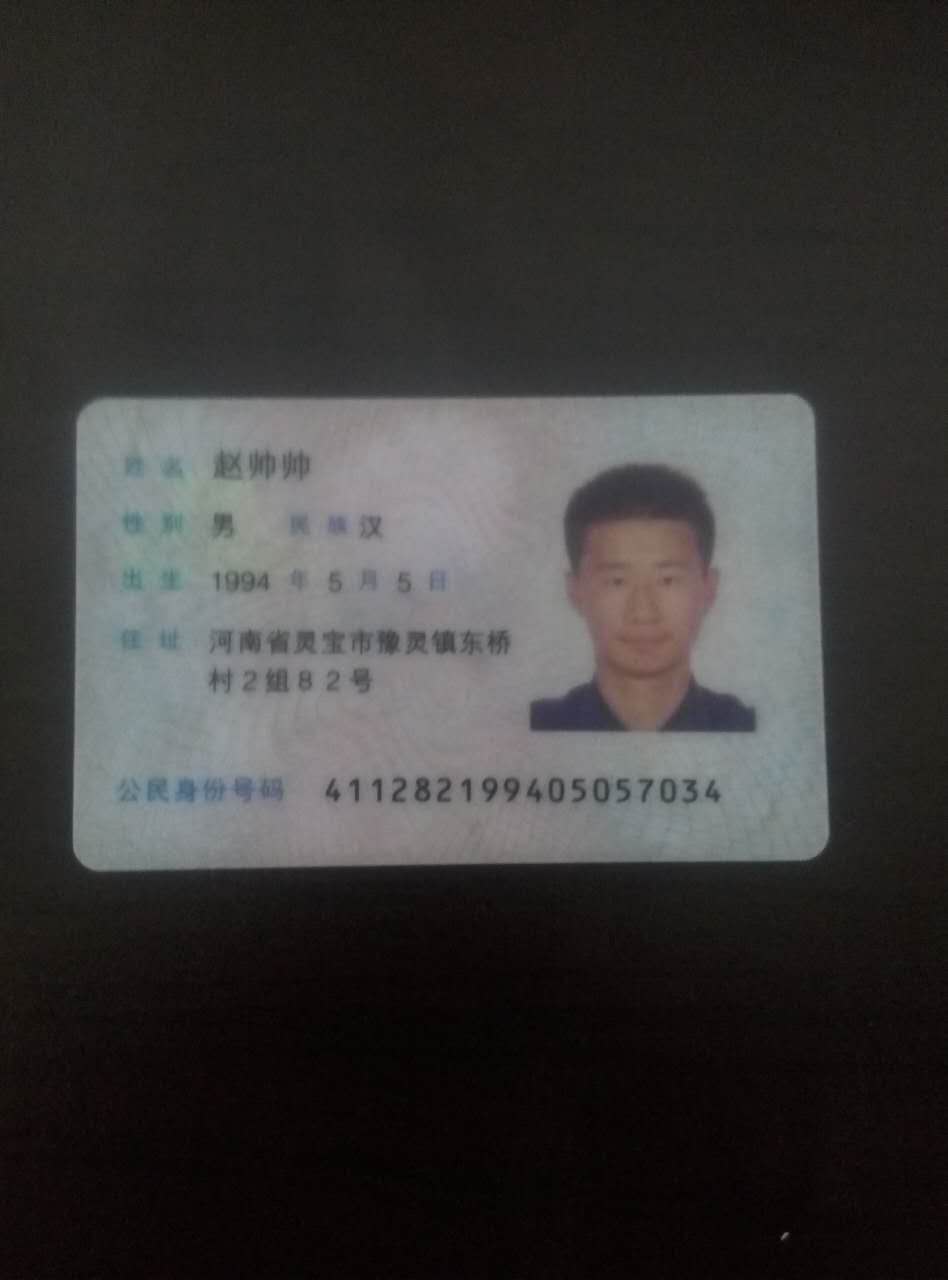 姓名 赵帅帅
性别 男 民族 汉
出生 1994 年 5 月 5 日
住址 河南省灵宝市豫灵镇东桥
村2组82号
公民身份号码 411282199405057034